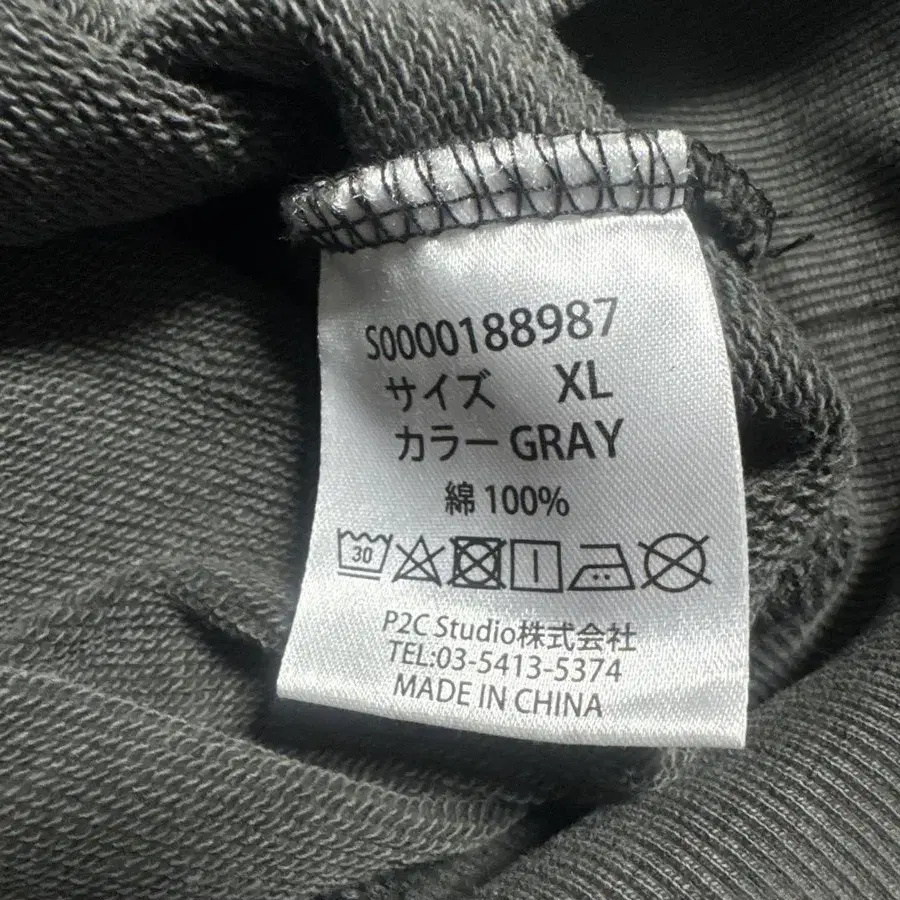 S0000188987
サイズ XL
カラー GRAY
綿 100%
30
P2C Studio株式会社
TEL:03-5413-5374
MADE IN CHINA